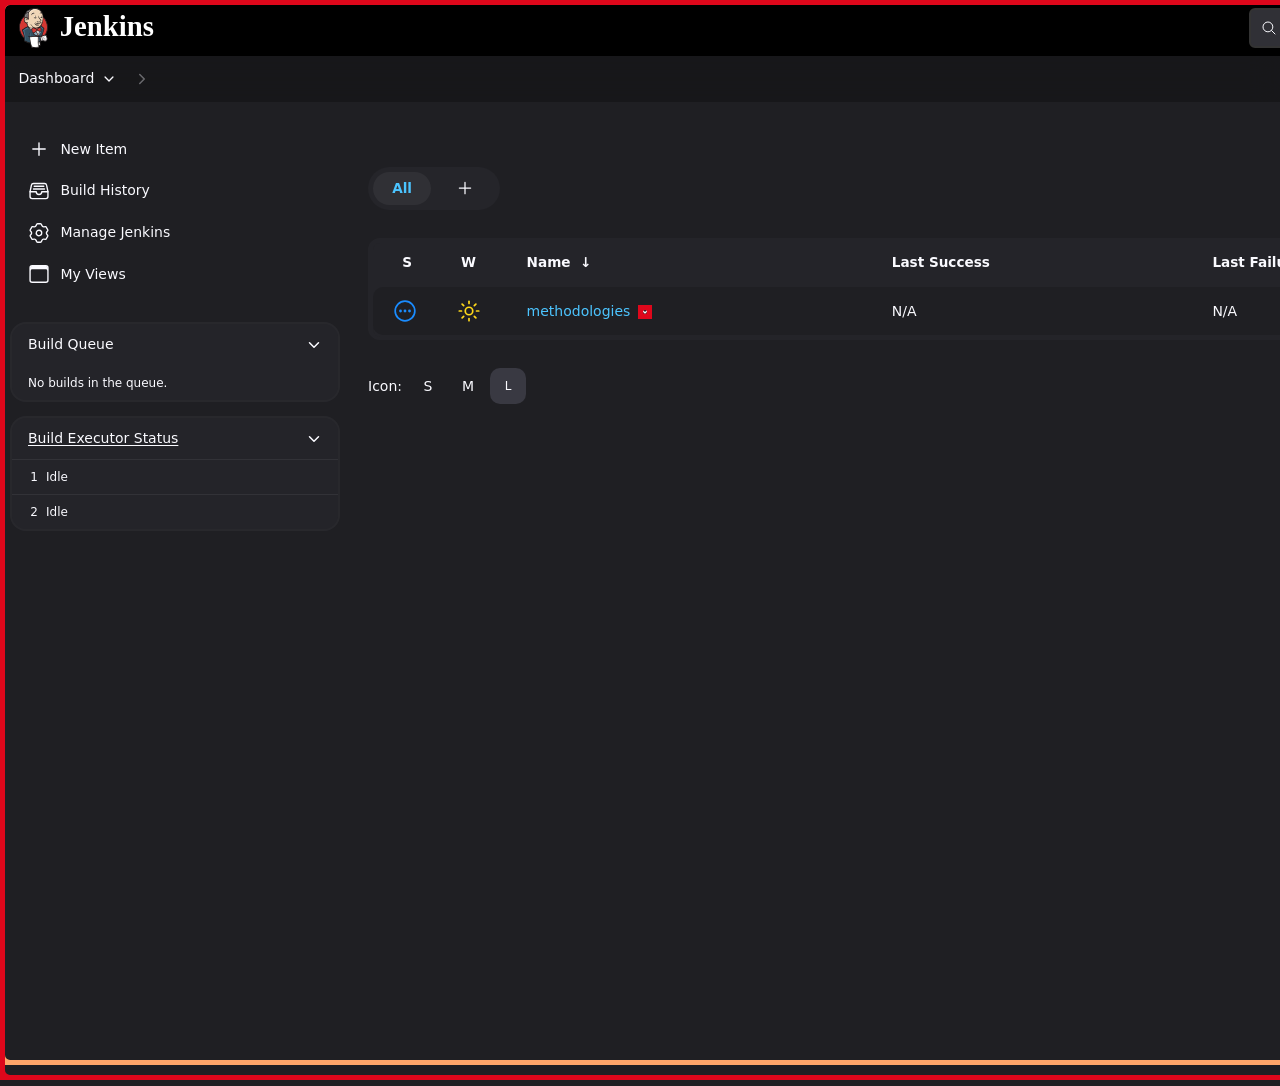 Jenkins
Dashboard
New Item
Build History
Manage Jenkins
My Views
Build Queue
No builds in the queue.
Build Executor Status
1 Idle
2 Idle
All
S W Name ↓ Last Success Last Failu
methodologies N/A N/A
Icon: S M L